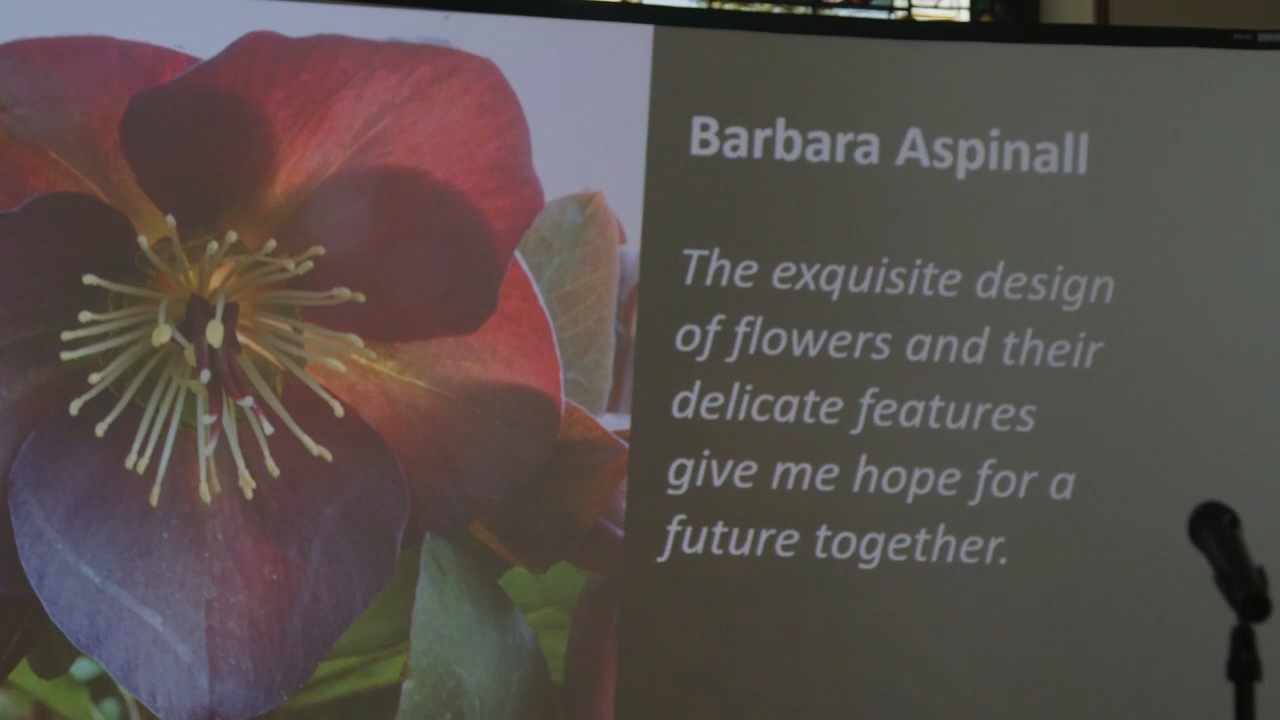 Barbara Aspinall
The exquisite design
of flowers and their
delicate features
give me hope for a
future together.